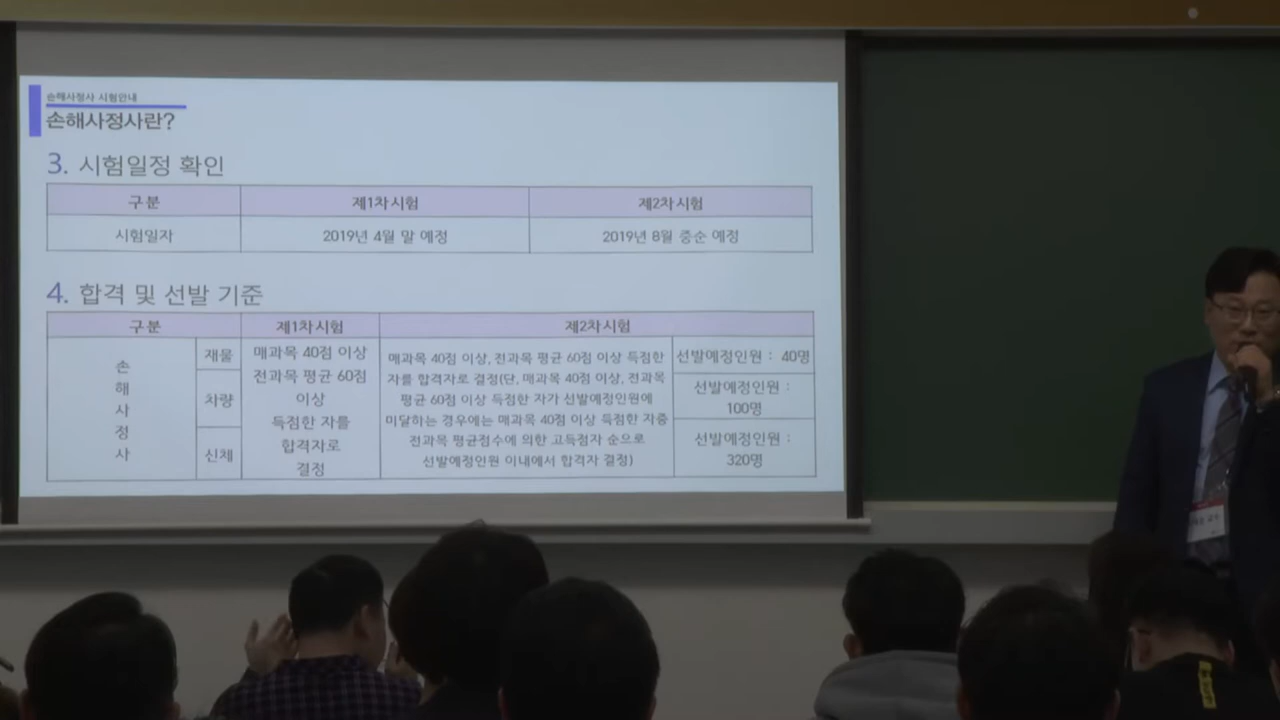 손해사정사 시험안내
손해사정사란?
3. 시험일정 확인
구분 제1차시험 제2차시험
시험일자 2019년 4월 말 예정 2019년 8월 중순 예정
4. 합격 및 선발 기준
구분 제1차시험 제2차시험
손
해
사
정
사
재물
차량
신체
매과목 40점 이상
전과목 평균 60점
이상
득점한 자를
합격자로
결정
매과목 40점 이상, 전과목 평균 60점 이상 득점한
자를 합격자로 결정(단, 매과목 40점 이상, 전과목
평균 60점 이상 득점한 자가 선발예정인원에
미달하는 경우에는 매과목 40점 이상 득점한 자중
전과목 평균점수에 의한 고득점자 순으로
선발예정인원 이내에서 합격자 결정)
선발예정인원 : 40명
선발예정인원 :
100명
선발예정인원 :
320명
교수